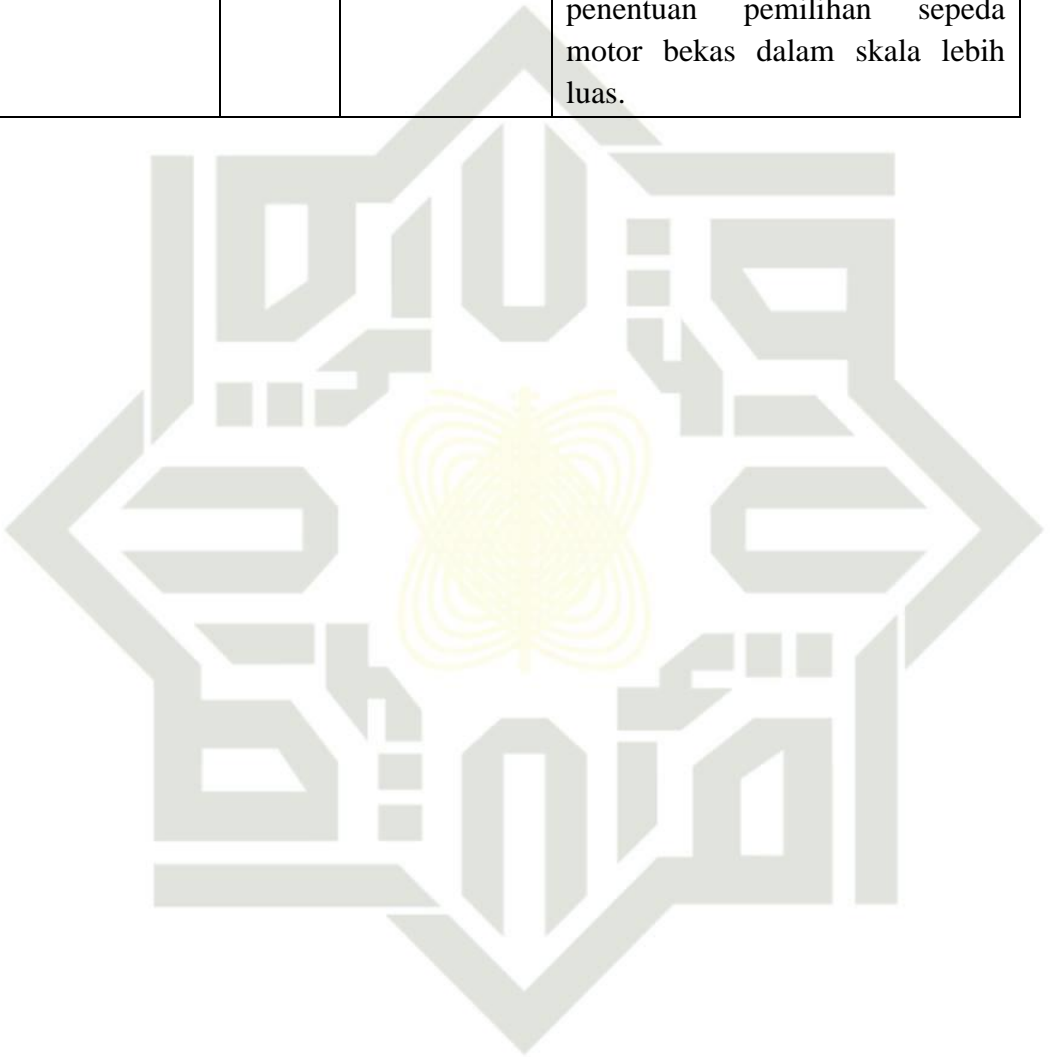 penentuan pemilihan sepeda
motor bekas dalam skala lebih
luas.